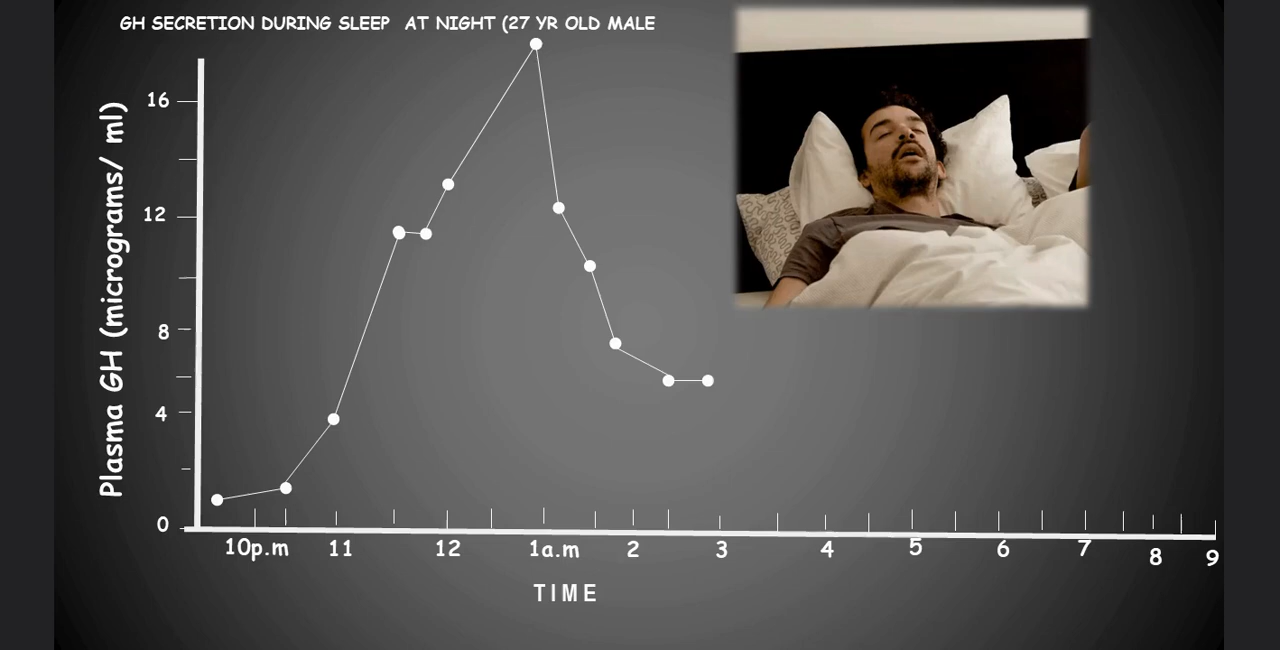 GH SECRETION DURING SLEEP AT NIGHT (27 YR OLD MALE
Plasma GH (micrograms/ ml)
16
12
8
4
0
10p.m 11 12 1a.m 2 3 4 5 6 7 8 9
TIME